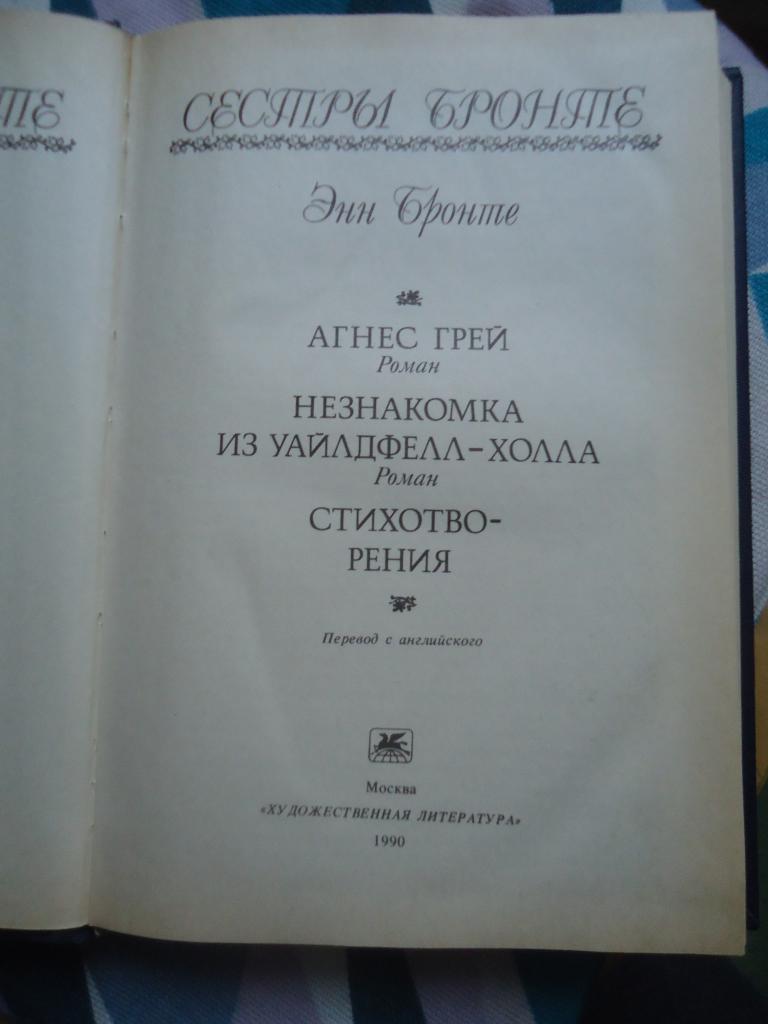 ТЕ
СЕСТРЫ БРОНТЕ
Энн Бронте
АГНЕС ГРЕЙ
Роман
НЕЗНАКОМКА
ИЗ УАЙЛДФЕЛЛ-ХОЛЛА
Роман
СТИХОТВО-
РЕНИЯ
Перевод с английского
Москва
«ХУДОЖЕСТВЕННАЯ ЛИТЕРАТУРА»
1990